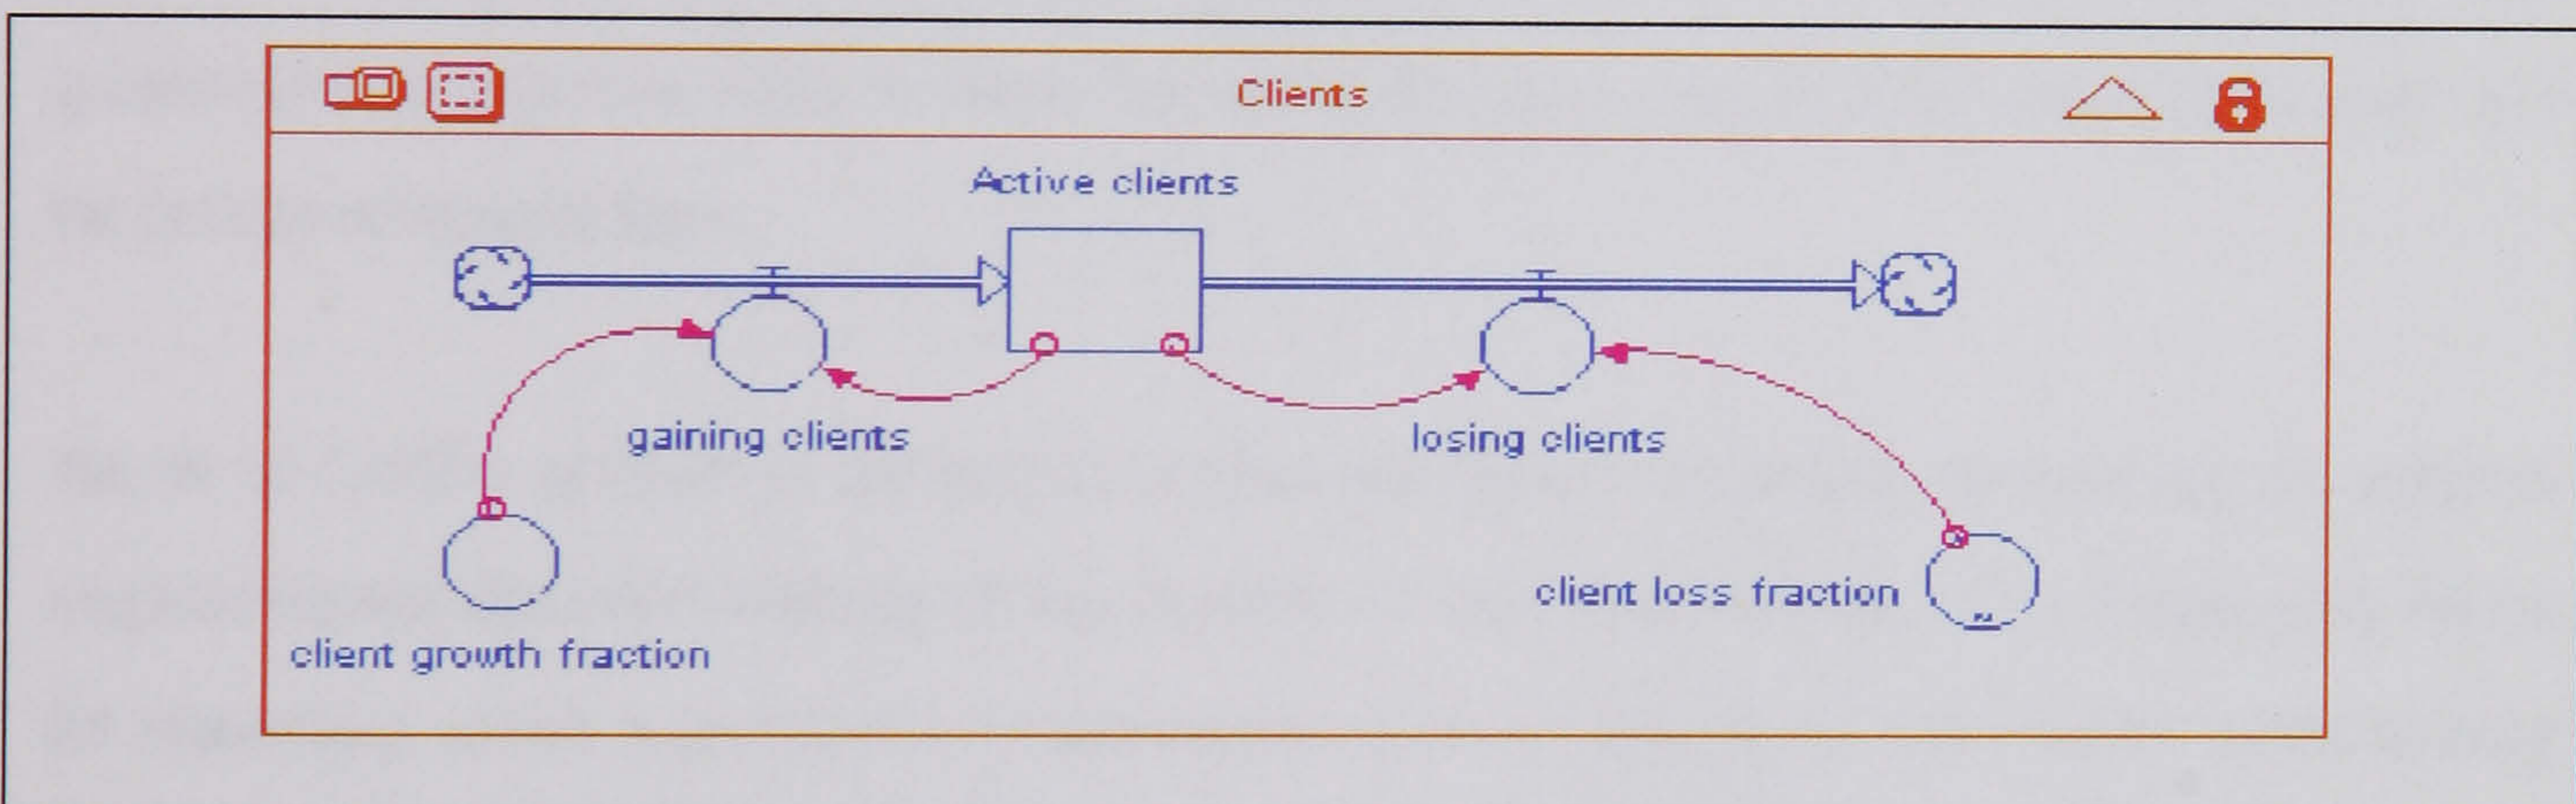 Clients
Active clients
gaining clients
losing clients
client loss fraction
client growth fraction